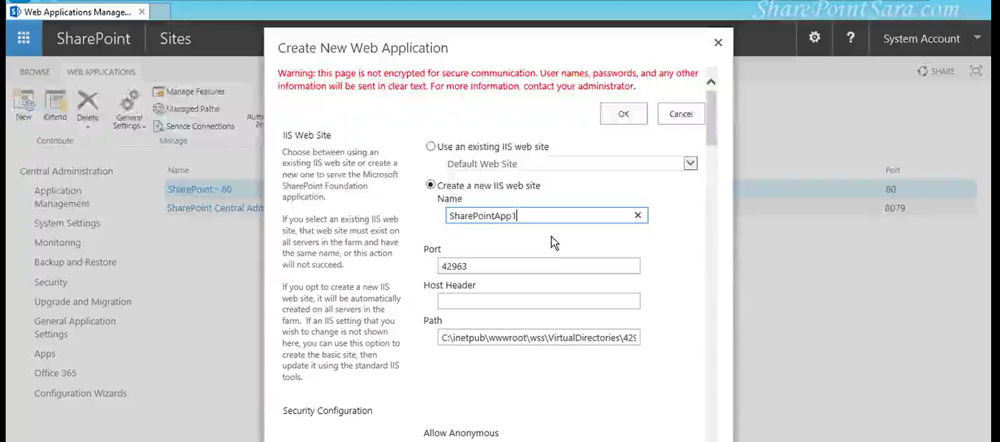 SharePointSara.com
Web Applications Manage...
SharePoint
Sites
?
System Account
BROWSE
WEB APPLICATIONS
SHARE
New
Extend
Delete
General
Settings
Manage Features
Managed Paths
Service Connections
Contribute
Manage
Central Administration
Application
Management
System Settings
Monitoring
Backup and Restore
Security
Upgrade and Migration
General Application
Settings
Apps
Office 365
Configuration Wizards
Name
Port
SharePoint - 80
80
SharePoint Central Adm
8079
Create New Web Application
Warning: this page is not encrypted for secure communication. User names, passwords, and any other
information will be sent in clear text. For more information, contact your administrator.
OK
Cancel
IIS Web Site
Choose between using an
existing IIS web site or create a
new one to serve the Microsoft
SharePoint Foundation
application.
If you select an existing IIS web
site, that web site must exist on
all servers in the farm and have
the same name, or this action
will not succeed.
If you opt to create a new IIS
web site, it will be automatically
created on all servers in the
farm. If an IIS setting that you
wish to change is not shown
here, you can use this option to
create the basic site, then
update it using the standard IIS
tools.
Use an existing IIS web site
Default Web Site
Create a new IIS web site
Name
SharePointApp1
Port
42963
Host Header
Path
C:\inetpub\wwwroot\wss\VirtualDirectories\429
Security Configuration
Allow Anonymous